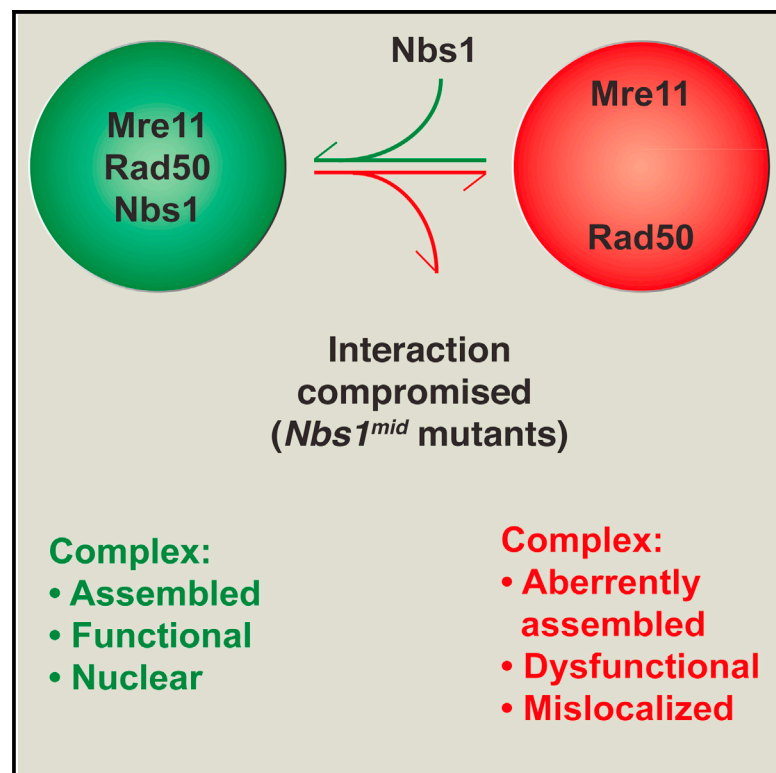 Nbs1
Mre11
Rad50
Nbs1
Mre11
Rad50
Interaction
compromised
(Nbs1mid mutants)
Complex:
• Assembled
• Functional
• Nuclear
Complex:
• Aberrently
assembled
• Dysfunctional
• Mislocalized